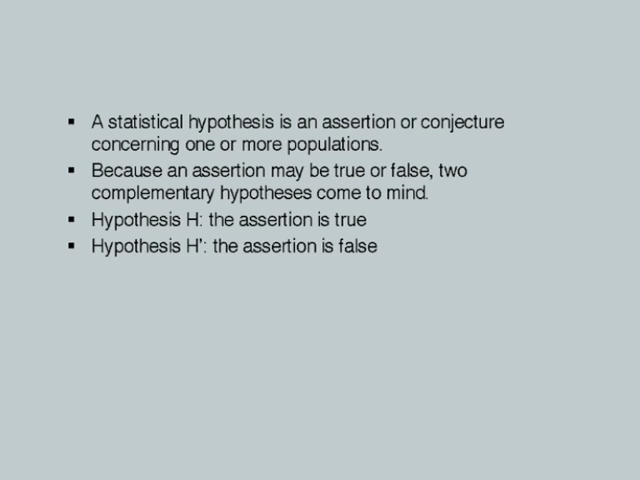 ▪ A statistical hypothesis is an assertion or conjecture
concerning one or more populations.
▪ Because an assertion may be true or false, two
complementary hypotheses come to mind.
▪ Hypothesis H: the assertion is true
▪ Hypothesis H': the assertion is false